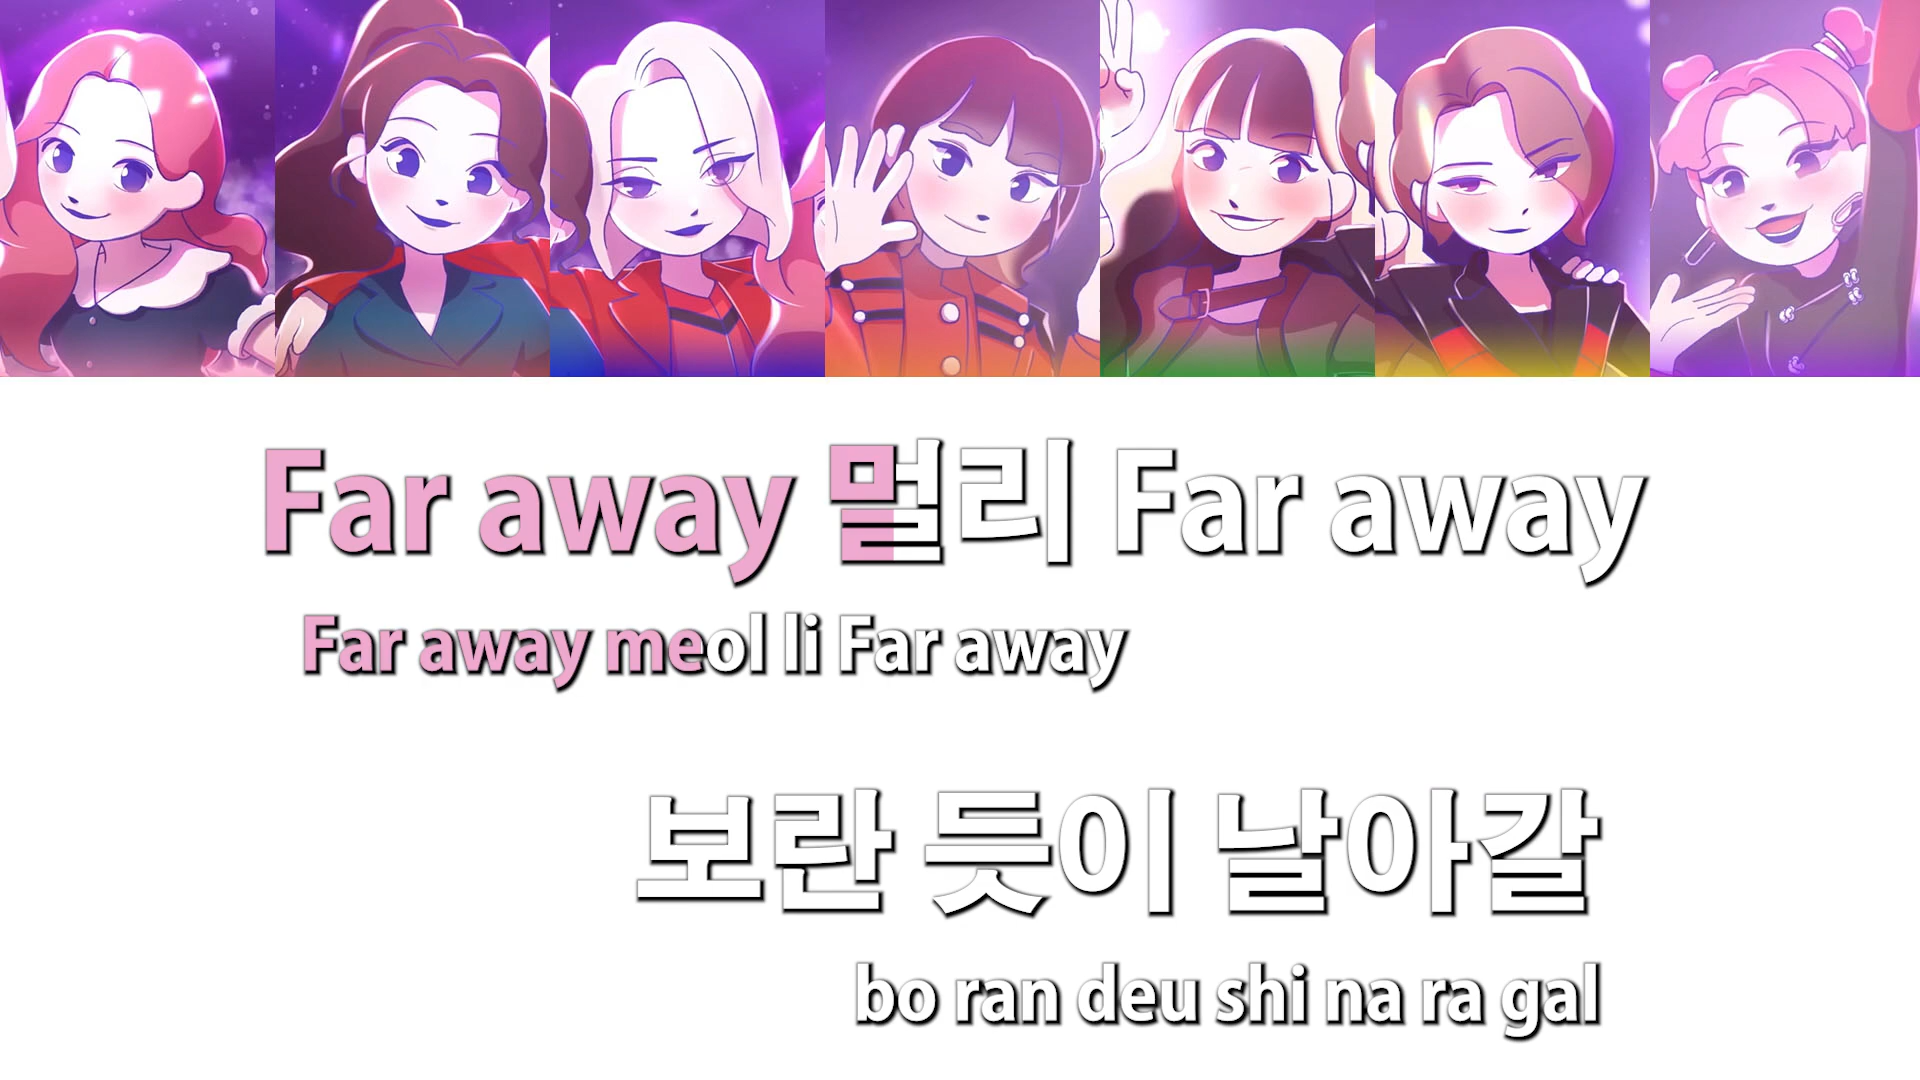 Far away 멀리 Far away
Far away meol li Far away
보란 듯이 날아갈
bo ran deu shi na ra gal